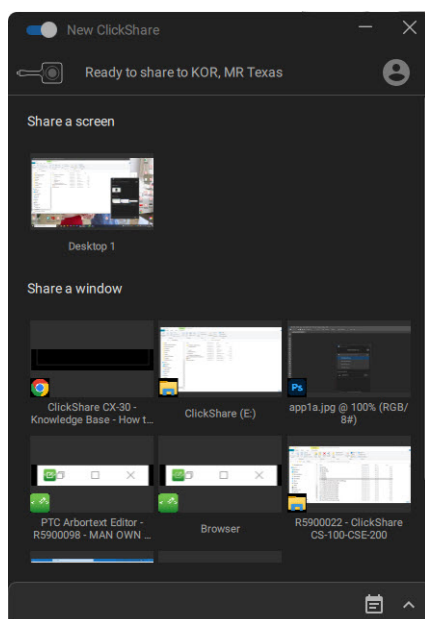 New ClickShare
Ready to share to KOR, MR Texas
Share a screen
Desktop 1
Share a window
ClickShare CX-30 -
Knowledge Base - How t...
ClickShare (E:)
Ps
app1a.jpg @ 100% (RGB/
8#)
PTC Arbortext Editor -
R5900098 - MAN OWN ...
Browser
R5900022 - ClickShare
CS-100-CSE-200